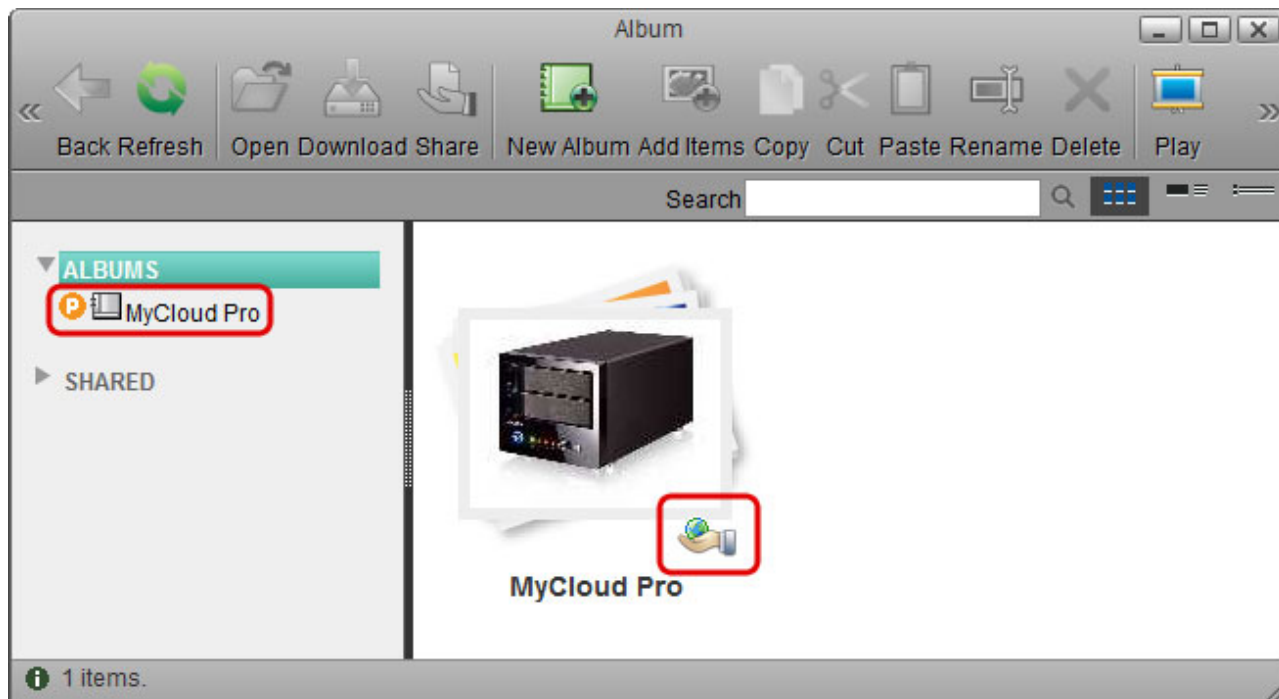 Album
Back Refresh Open Download Share New Album Add Items Copy Cut Paste Rename Delete Play
Search
ALBUMS
P MyCloud Pro
SHARED
MyCloud Pro
1 items.